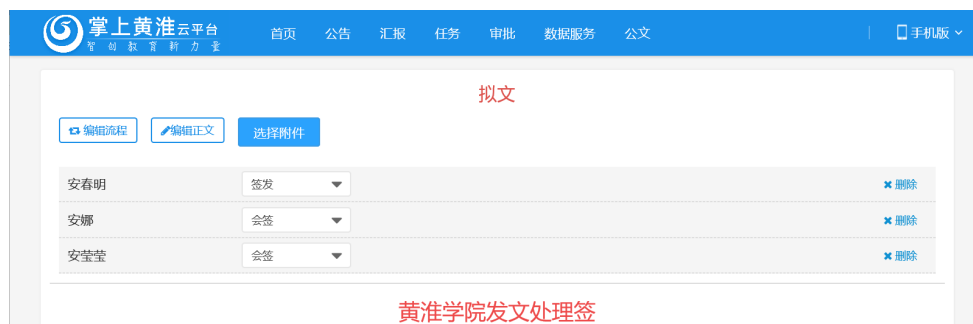 掌上黄淮云平台
智创教育新力量
首页 公告 汇报 任务 审批 数据服务 公文 手机版
拟文
编辑流程 编辑正文 选择附件
安春明 签发 删除
安娜 会签 删除
安莹莹 会签 删除
黄淮学院发文处理签